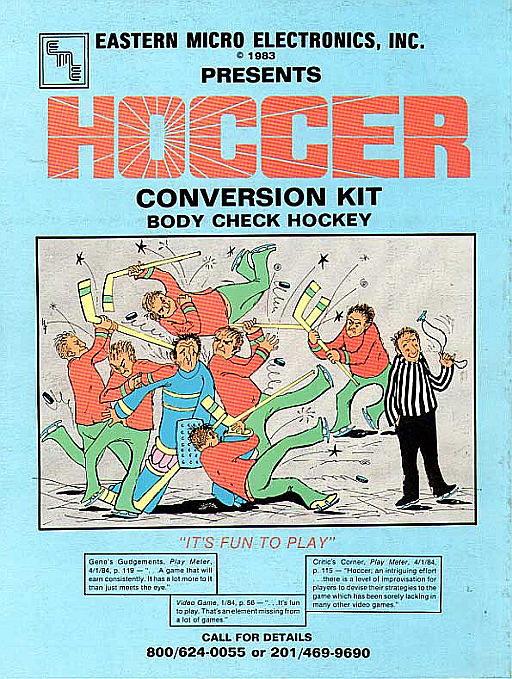 EME
EASTERN MICRO ELECTRONICS, INC.
© 1983
PRESENTS
HOCCER
CONVERSION KIT
BODY CHECK HOCKEY
"IT'S FUN TO PLAY"
Gene's Gudgements, Play Meter,
4/1/84, p. 119 — ". . .A game that will
earn consistently. It has a lot more to it
than just meets the eye."
Critic's Corner, Play Meter, 4/1/84,
p. 115 — "Hoccer; an intriguing effort
. . .there is a level of improvisation for
players to devise their strategies to the
game which has been sorely lacking in
many other video games."
Video Game, 1/84, p. 56 — ". . .It's fun
to play. That's an element missing from
a lot of games."
CALL FOR DETAILS
800/624-0055 or 201/469-9690